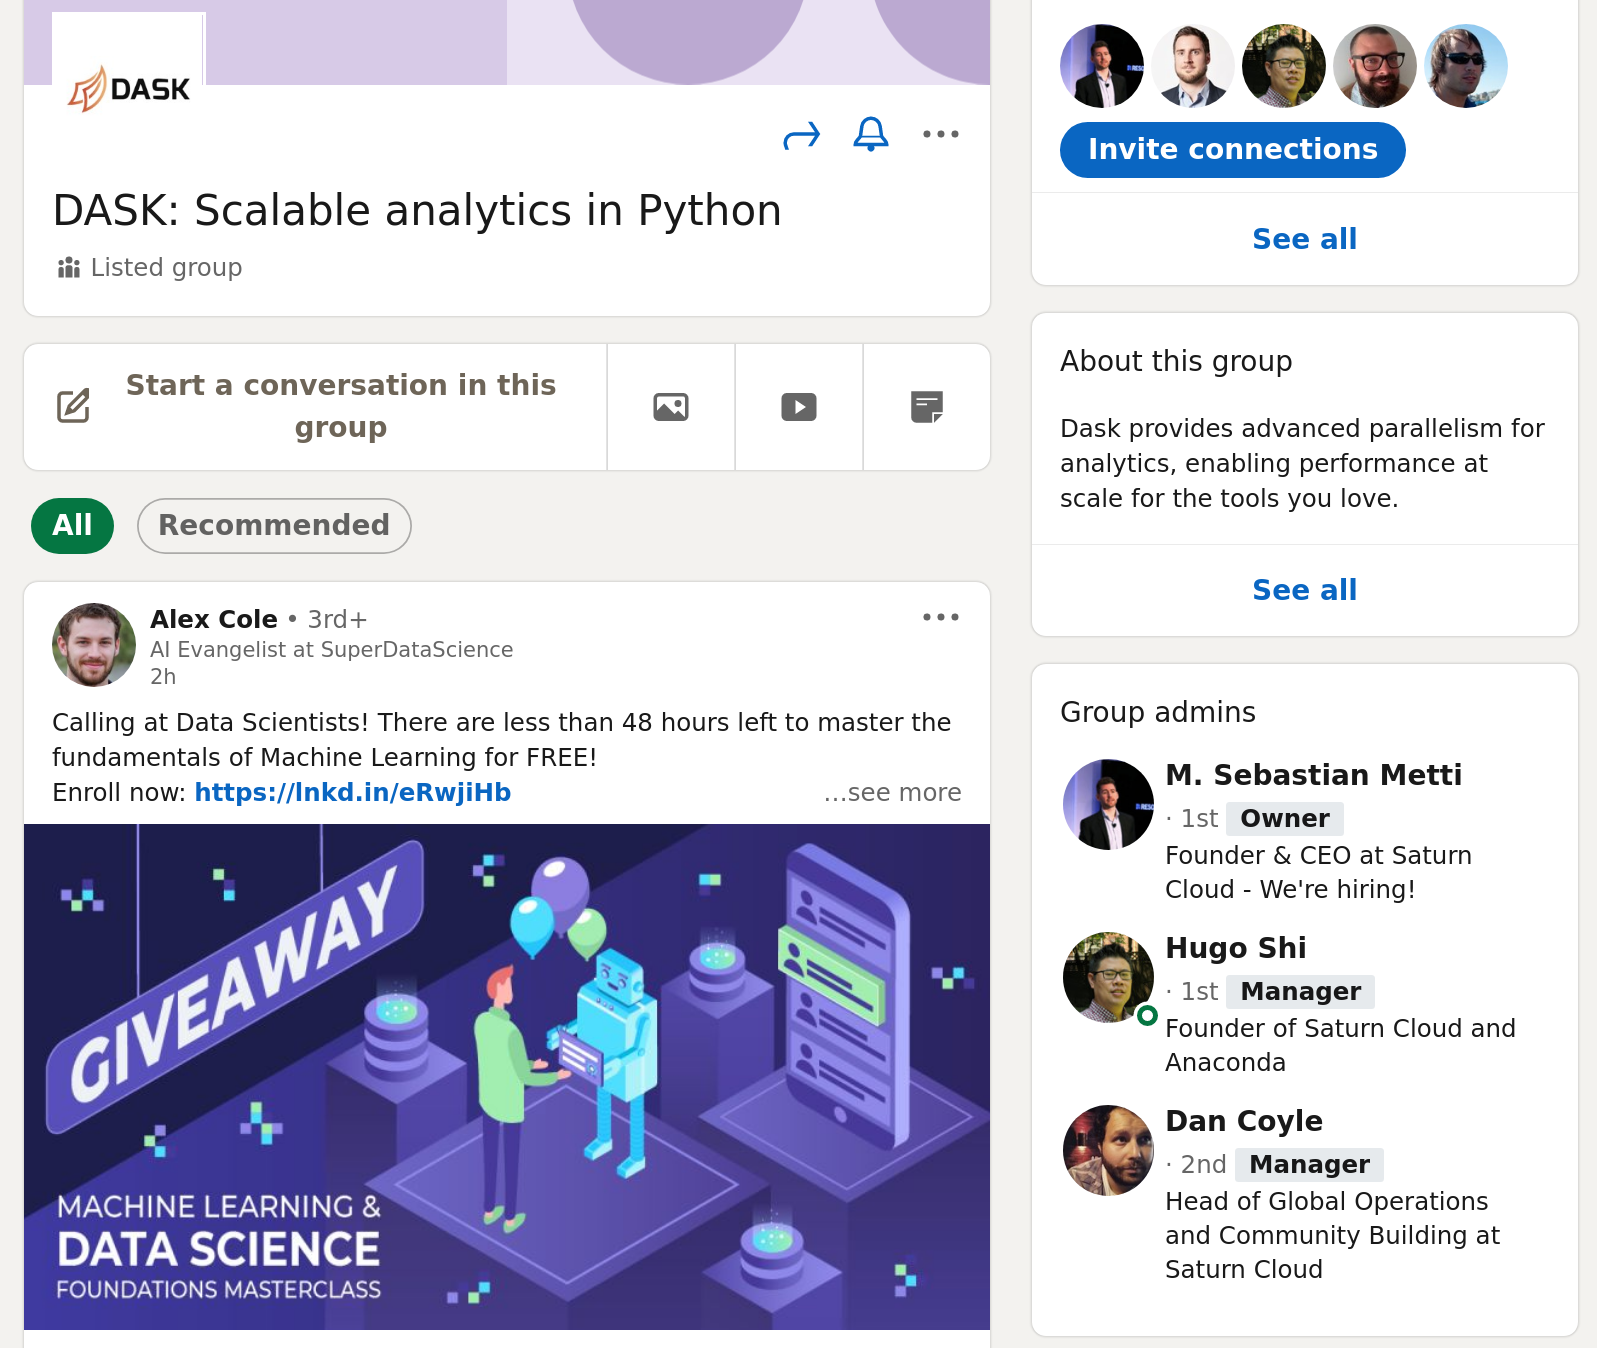 DASK
DASK: Scalable analytics in Python
Listed group
Start a conversation in this
group
All
Recommended
Alex Cole • 3rd+
AI Evangelist at SuperDataScience
2h
Calling at Data Scientists! There are less than 48 hours left to master the
fundamentals of Machine Learning for FREE!
Enroll now: https://lnkd.in/eRwjiHb
...see more
GIVEAWAY
MACHINE LEARNING &
DATA SCIENCE
FOUNDATIONS MASTERCLASS
Invite connections
See all
About this group
Dask provides advanced parallelism for
analytics, enabling performance at
scale for the tools you love.
See all
Group admins
M. Sebastian Metti
· 1st Owner
Founder & CEO at Saturn
Cloud - We're hiring!
Hugo Shi
· 1st Manager
Founder of Saturn Cloud and
Anaconda
Dan Coyle
· 2nd Manager
Head of Global Operations
and Community Building at
Saturn Cloud